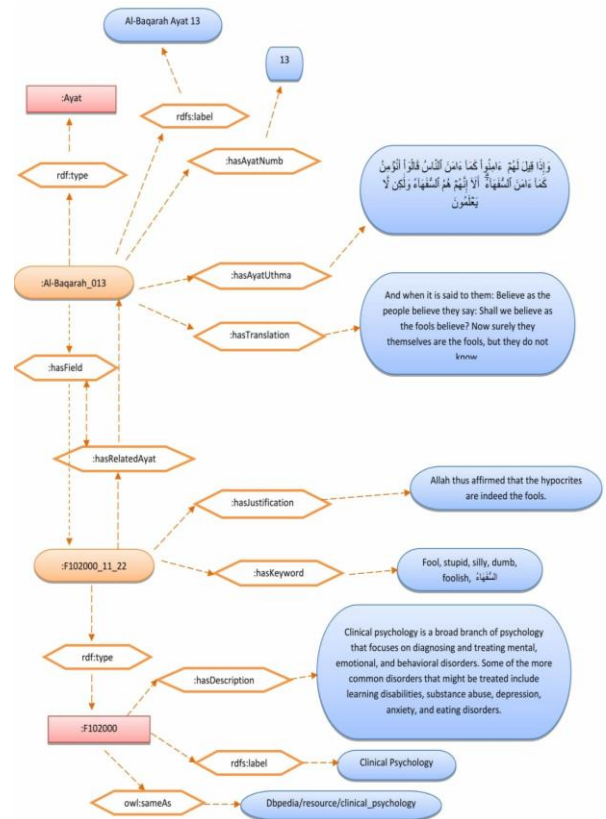 Al-Baqarah Ayat 13
13
:Ayat
rdfs:label
:hasAyatNumb
rdf:type
وَإِذَا قِيلَ لَهُمْ ءَامِنُواْ كَمَآ ءَامَنَ ٱلنَّاسُ قَالُوٓاْ أَنُؤْمِنُ
كَمَآ ءَامَنَ ٱلسُّفَهَآءُ ۗ أَلَآ إِنَّهُمْ هُمُ ٱلسُّفَهَآءُ وَلَٰكِن لَّا
يَعْلَمُونَ
:Al-Baqarah_013
:hasAyatUthma
:hasTranslation
And when it is said to them: Believe as the
people believe they say: Shall we believe as
the fools believe? Now surely they
themselves are the fools, but they do not
know
:hasField
:hasRelatedAyat
:hasJustification
Allah thus affirmed that the hypocrites
are indeed the fools.
:F102000_11_22
:hasKeyword
Fool, stupid, silly, dumb,
foolish, ٱلسُّفَهَآءُ
rdf:type
:hasDescription
Clinical psychology is a broad branch of psychology
that focuses on diagnosing and treating mental,
emotional, and behavioral disorders. Some of the
more common disorders that might be treated include
learning disabilities, substance abuse, depression,
anxiety, and eating disorders.
:F102000
rdfs:label
Clinical Psychology
owl:sameAs
Dbpedia/resource/clinical_psychology